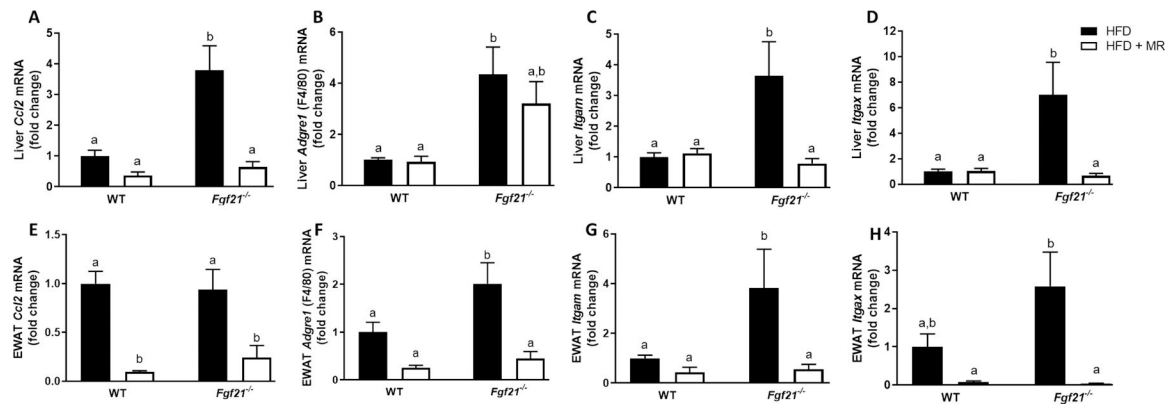 A
Liver Ccl2 mRNA
(fold change)
5
4
3
2
1
0
a
a
b
a
WT
Fgf21-/-
B
Liver Adgre1 (F4/80) mRNA
(fold change)
6
4
2
0
a
a
b
a,b
WT
Fgf21-/-
C
Liver Itgam mRNA
(fold change)
5
4
3
2
1
0
a
a
b
a
WT
Fgf21-/-
D
Liver Itgax mRNA
(fold change)
12
10
8
6
4
2
0
a
a
b
a
WT
Fgf21-/-
HFD
HFD + MR
E
EWAT Ccl2 mRNA
(fold change)
1.5
1.0
0.5
0.0
a
b
a
b
WT
Fgf21-/-
F
EWAT Adgre1 (F4/80) mRNA
(fold change)
3
2
1
0
a
a
b
a
WT
Fgf21-/-
G
EWAT Itgam mRNA
(fold change)
6
4
2
0
a
a
b
a
WT
Fgf21-/-
H
EWAT Itgax mRNA
(fold change)
4
3
2
1
0
a,b
a
b
a
WT
Fgf21-/-